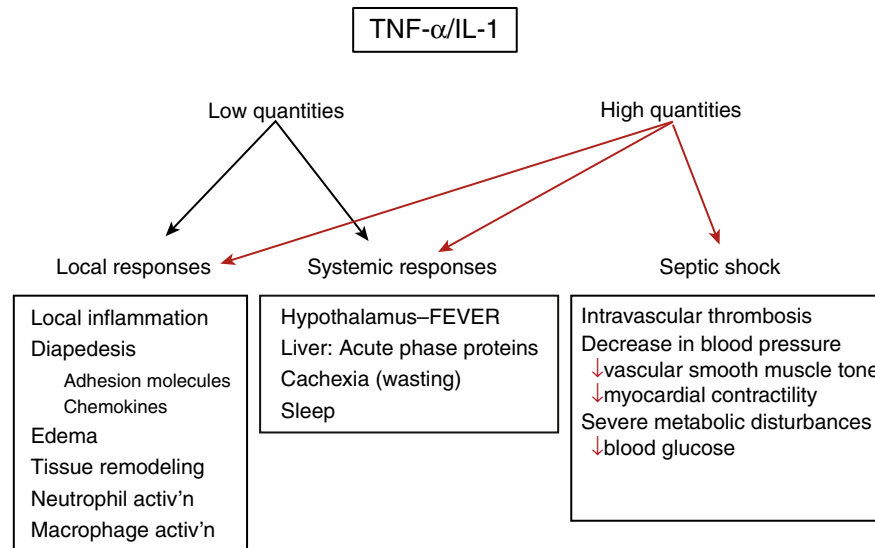 TNF-α/IL-1
Low quantities
High quantities
Local responses
Systemic responses
Septic shock
Local inflammation
Diapedesis
Adhesion molecules
Chemokines
Edema
Tissue remodeling
Neutrophil activ'n
Macrophage activ'n
Hypothalamus–FEVER
Liver: Acute phase proteins
Cachexia (wasting)
Sleep
Intravascular thrombosis
Decrease in blood pressure
↓vascular smooth muscle tone
↓myocardial contractility
Severe metabolic disturbances
↓blood glucose